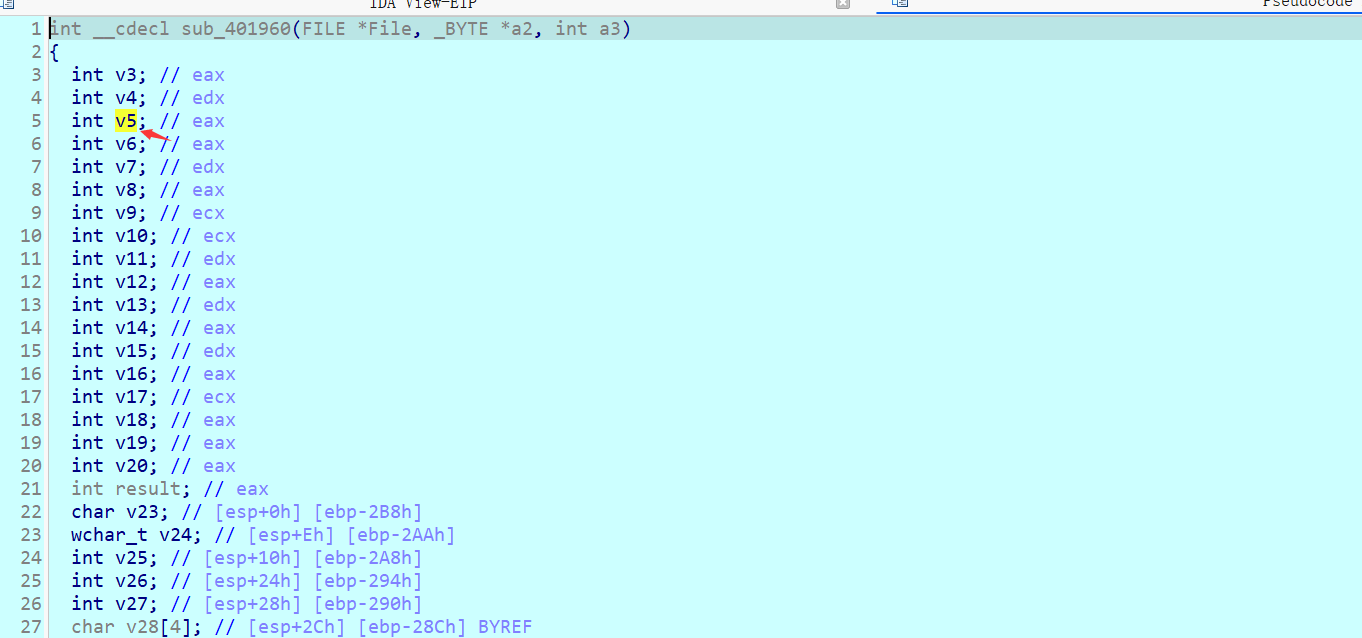 IDA View-EIP
Pseudocode
1 int __cdecl sub_401960(FILE *File, _BYTE *a2, int a3)
2 {
3 int v3; // eax
4 int v4; // edx
5 int v5; // eax
6 int v6; // eax
7 int v7; // edx
8 int v8; // eax
9 int v9; // ecx
10 int v10; // ecx
11 int v11; // edx
12 int v12; // eax
13 int v13; // edx
14 int v14; // eax
15 int v15; // edx
16 int v16; // eax
17 int v17; // ecx
18 int v18; // eax
19 int v19; // eax
20 int v20; // eax
21 int result; // eax
22 char v23; // [esp+0h] [ebp-2B8h]
23 wchar_t v24; // [esp+Eh] [ebp-2AAh]
24 int v25; // [esp+10h] [ebp-2A8h]
25 int v26; // [esp+24h] [ebp-294h]
26 int v27; // [esp+28h] [ebp-290h]
27 char v28[4]; // [esp+2Ch] [ebp-28Ch] BYREF